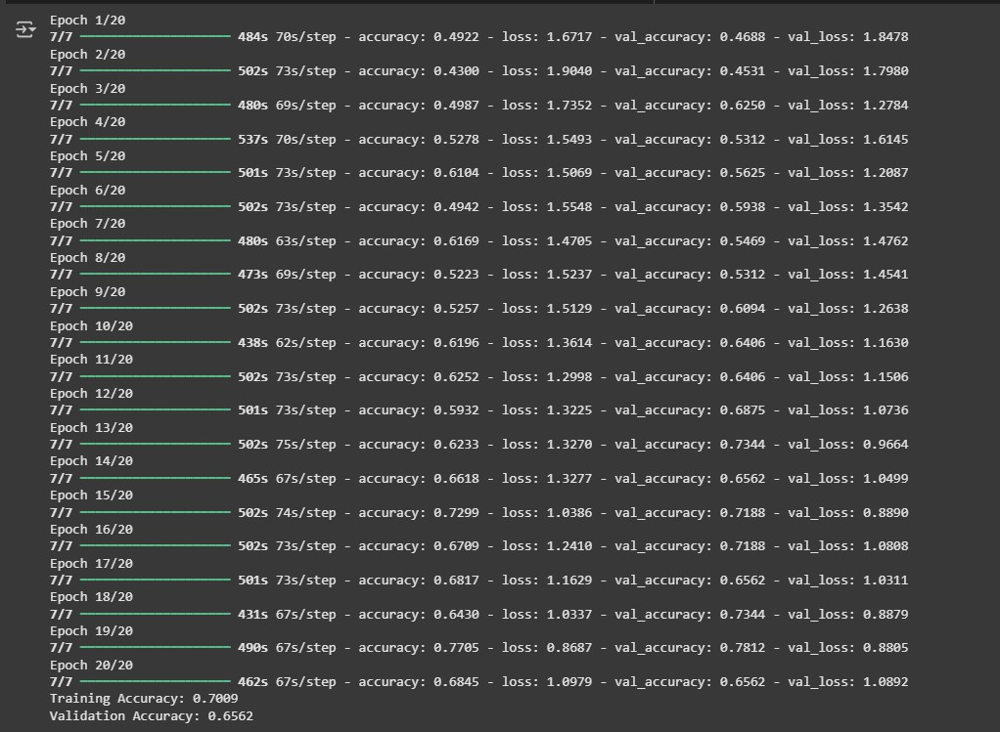 Epoch 1/20
7/7 ━━━━━━━━━━━━━━━━━━━━ 484s 70s/step - accuracy: 0.4922 - loss: 1.6717 - val_accuracy: 0.4688 - val_loss: 1.8478
Epoch 2/20
7/7 ━━━━━━━━━━━━━━━━━━━━ 502s 73s/step - accuracy: 0.4300 - loss: 1.9040 - val_accuracy: 0.4531 - val_loss: 1.7980
Epoch 3/20
7/7 ━━━━━━━━━━━━━━━━━━━━ 480s 69s/step - accuracy: 0.4987 - loss: 1.7352 - val_accuracy: 0.6250 - val_loss: 1.2784
Epoch 4/20
7/7 ━━━━━━━━━━━━━━━━━━━━ 537s 70s/step - accuracy: 0.5278 - loss: 1.5493 - val_accuracy: 0.5312 - val_loss: 1.6145
Epoch 5/20
7/7 ━━━━━━━━━━━━━━━━━━━━ 501s 73s/step - accuracy: 0.6104 - loss: 1.5069 - val_accuracy: 0.5625 - val_loss: 1.2087
Epoch 6/20
7/7 ━━━━━━━━━━━━━━━━━━━━ 502s 73s/step - accuracy: 0.4942 - loss: 1.5548 - val_accuracy: 0.5938 - val_loss: 1.3542
Epoch 7/20
7/7 ━━━━━━━━━━━━━━━━━━━━ 480s 63s/step - accuracy: 0.6169 - loss: 1.4705 - val_accuracy: 0.5469 - val_loss: 1.4762
Epoch 8/20
7/7 ━━━━━━━━━━━━━━━━━━━━ 473s 69s/step - accuracy: 0.5223 - loss: 1.5237 - val_accuracy: 0.5312 - val_loss: 1.4541
Epoch 9/20
7/7 ━━━━━━━━━━━━━━━━━━━━ 502s 73s/step - accuracy: 0.5257 - loss: 1.5129 - val_accuracy: 0.6094 - val_loss: 1.2638
Epoch 10/20
7/7 ━━━━━━━━━━━━━━━━━━━━ 438s 62s/step - accuracy: 0.6196 - loss: 1.3614 - val_accuracy: 0.6406 - val_loss: 1.1630
Epoch 11/20
7/7 ━━━━━━━━━━━━━━━━━━━━ 502s 73s/step - accuracy: 0.6252 - loss: 1.2998 - val_accuracy: 0.6406 - val_loss: 1.1506
Epoch 12/20
7/7 ━━━━━━━━━━━━━━━━━━━━ 501s 73s/step - accuracy: 0.5932 - loss: 1.3225 - val_accuracy: 0.6875 - val_loss: 1.0736
Epoch 13/20
7/7 ━━━━━━━━━━━━━━━━━━━━ 502s 75s/step - accuracy: 0.6233 - loss: 1.3270 - val_accuracy: 0.7344 - val_loss: 0.9664
Epoch 14/20
7/7 ━━━━━━━━━━━━━━━━━━━━ 465s 67s/step - accuracy: 0.6618 - loss: 1.3277 - val_accuracy: 0.6562 - val_loss: 1.0499
Epoch 15/20
7/7 ━━━━━━━━━━━━━━━━━━━━ 502s 74s/step - accuracy: 0.7299 - loss: 1.0386 - val_accuracy: 0.7188 - val_loss: 0.8890
Epoch 16/20
7/7 ━━━━━━━━━━━━━━━━━━━━ 502s 73s/step - accuracy: 0.6709 - loss: 1.2410 - val_accuracy: 0.7188 - val_loss: 1.0808
Epoch 17/20
7/7 ━━━━━━━━━━━━━━━━━━━━ 501s 73s/step - accuracy: 0.6817 - loss: 1.1629 - val_accuracy: 0.6562 - val_loss: 1.0311
Epoch 18/20
7/7 ━━━━━━━━━━━━━━━━━━━━ 431s 67s/step - accuracy: 0.6430 - loss: 1.0337 - val_accuracy: 0.7344 - val_loss: 0.8879
Epoch 19/20
7/7 ━━━━━━━━━━━━━━━━━━━━ 490s 67s/step - accuracy: 0.7705 - loss: 0.8687 - val_accuracy: 0.7812 - val_loss: 0.8805
Epoch 20/20
7/7 ━━━━━━━━━━━━━━━━━━━━ 462s 67s/step - accuracy: 0.6845 - loss: 1.0979 - val_accuracy: 0.6562 - val_loss: 1.0892
Training Accuracy: 0.7009
Validation Accuracy: 0.6562